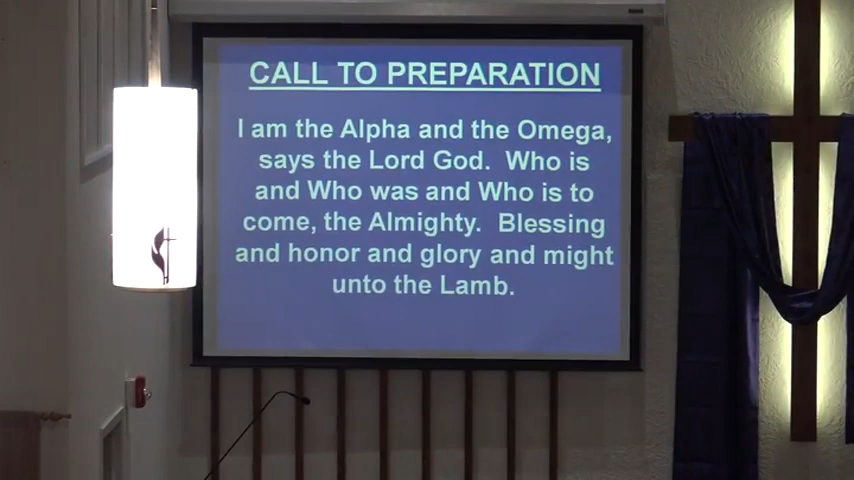 CALL TO PREPARATION
I am the Alpha and the Omega,
says the Lord God.  Who is
and Who was and Who is to
come, the Almighty.  Blessing
and honor and glory and might
unto the Lamb.